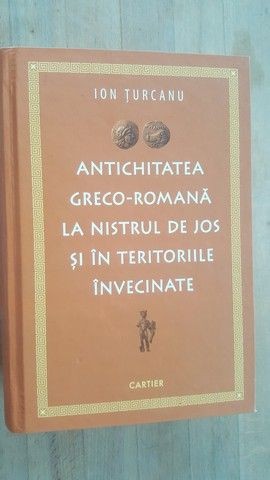 ION ȚURCANU
ANTICHITATEA
GRECO-ROMANĂ
LA NISTRUL DE JOS
ȘI ÎN TERITORIILE
ÎNVECINATE
CARTIER